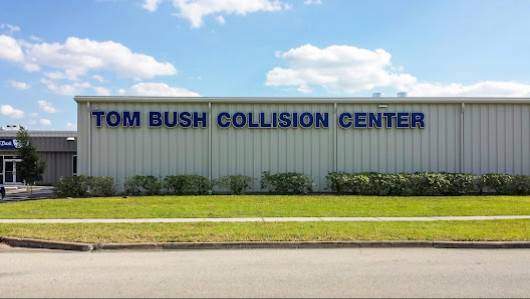 TOM BUSH COLLISION CENTER